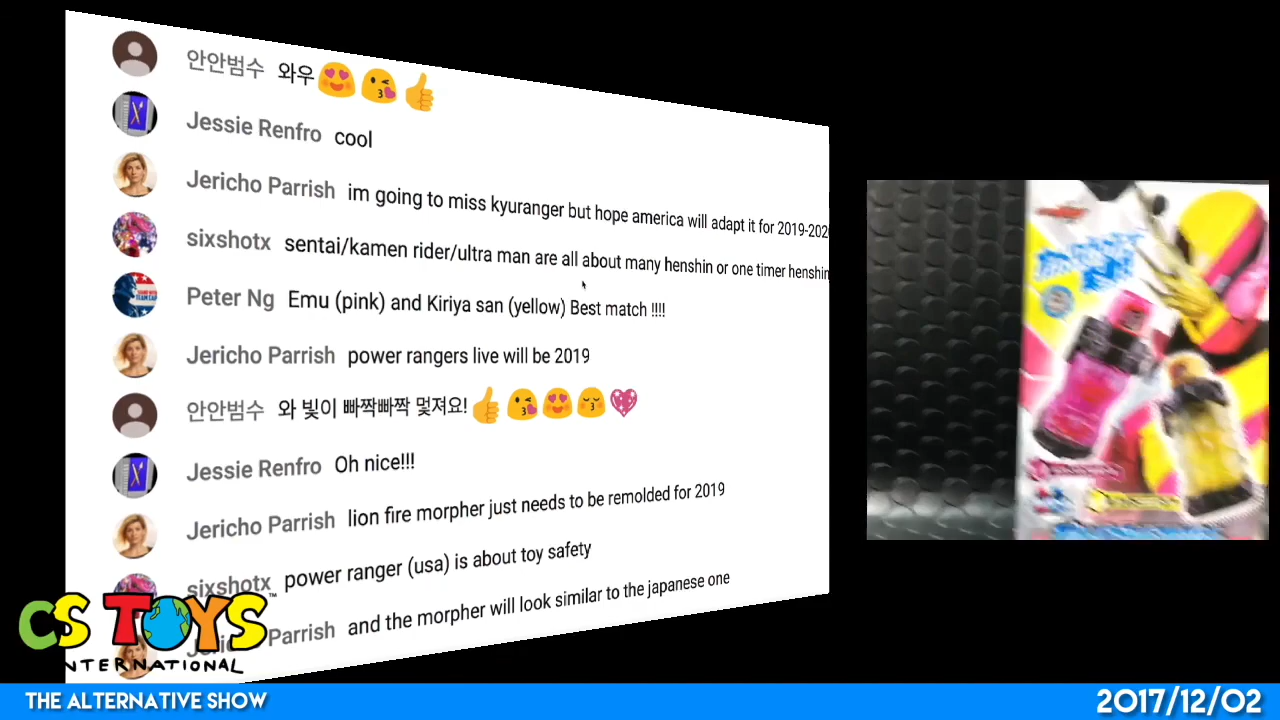 안안범수 와우
Jessie Renfro cool
Jericho Parrish im going to miss kyuranger but hope america will adapt it for 2019-202
sixshotx sentai/kamen rider/ultra man are all about many henshin or one timer henshin
Peter Ng Emu (pink) and Kiriya san (yellow) Best match !!!!
Jericho Parrish power rangers live will be 2019
안안범수 와 빛이 빠짝빠짝 멏져요!
Jessie Renfro Oh nice!!!
Jericho Parrish lion fire morpher just needs to be remolded for 2019
sixshotx power ranger (usa) is about toy safety
Parrish and the morpher will look similar to the japanese one
CS TOYS™
INTERNATIONAL
THE ALTERNATIVE SHOW
2017/12/02